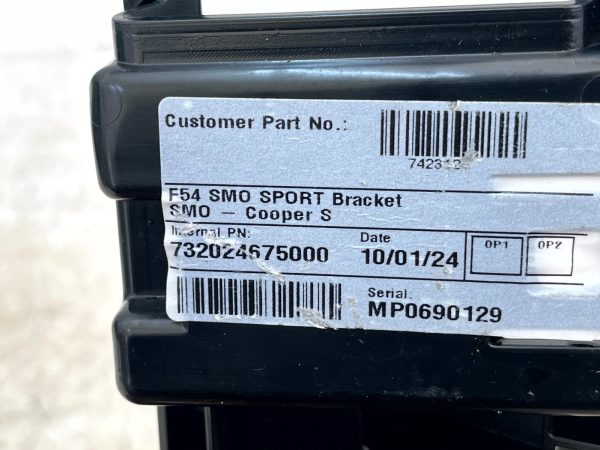 Customer Part No.:
F54 SMO SPORT Bracket
SMO - Cooper S
Internal PN:
732024675000
Date
10/01/24
OP1
OP2
Serial:
MP0690129